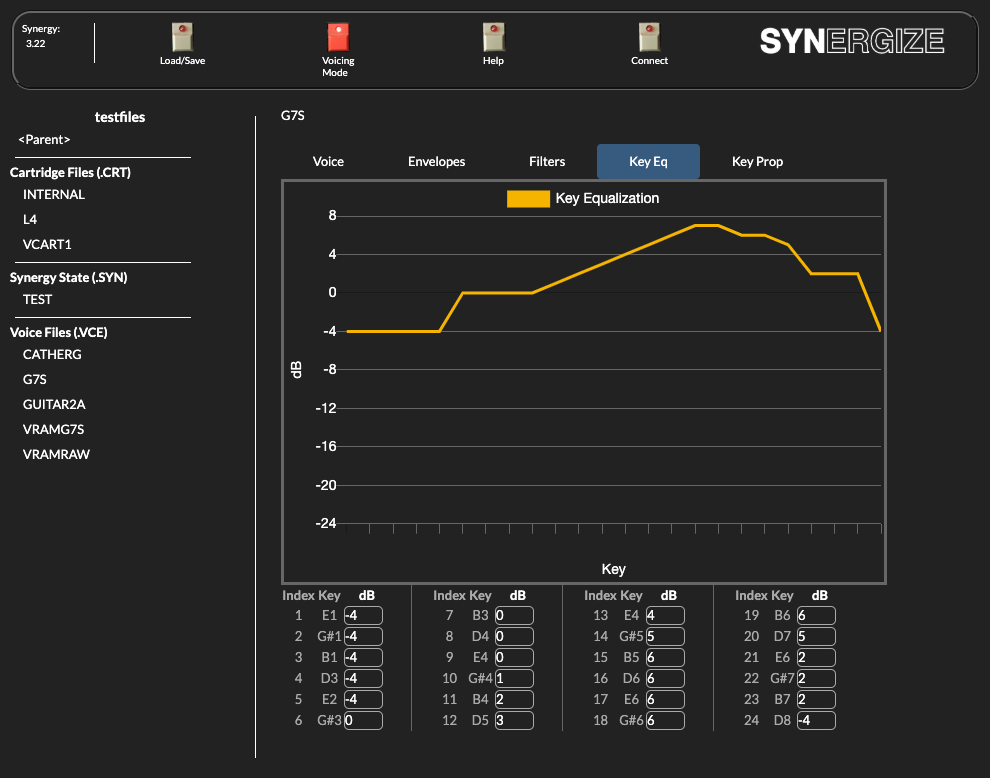 Synergy:
3.22
Load/Save
Voicing
Mode
Help
Connect
SYNERGIZE
testfiles
<Parent>
Cartridge Files (.CRT)
INTERNAL
L4
VCART1
Synergy State (.SYN)
TEST
Voice Files (.VCE)
CATHERG
G7S
GUITAR2A
VRAMG7S
VRAMRAW
G7S
Voice Envelopes Filters Key Eq Key Prop
Key Equalization
8
4
0
-4
-8
-12
-16
-20
-24
dB
Key
Index Key dB Index Key dB Index Key dB Index Key dB
1 E1 -4 7 B3 0 13 E4 4 19 B6 6
2 G#1 -4 8 D4 0 14 G#5 5 20 D7 5
3 B1 -4 9 E4 0 15 B5 6 21 E6 2
4 D3 -4 10 G#4 1 16 D6 6 22 G#7 2
5 E2 -4 11 B4 2 17 E6 6 23 B7 2
6 G#3 0 12 D5 3 18 G#6 6 24 D8 -4